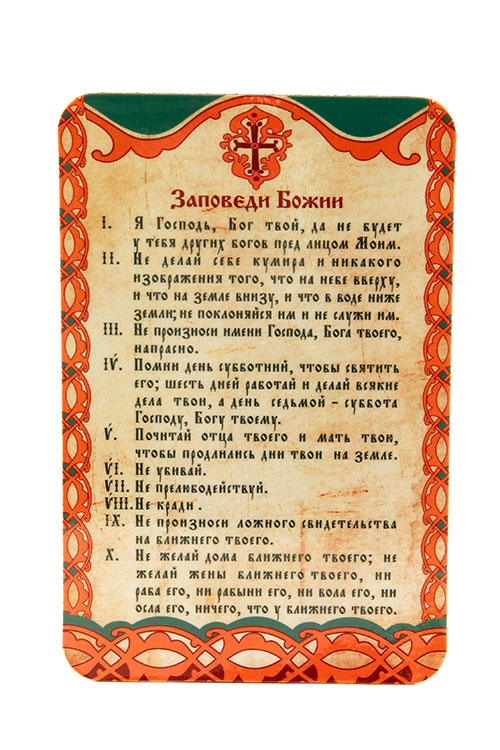 Заповеди Божии
I. Я Господь, Бог твой, да не будет
у тебя других богов пред лицом Моим.
II. Не делай себе кумира и никакого
изображения того, что на небе вверху,
и что на земле внизу, и что в воде ниже
земли; не поклоняйся им и не служи им.
III. Не произноси имени Господа, Бога твоего,
напрасно.
IV. Помни день субботний, чтобы святить
его; шесть дней работай и делай всякие
дела твои, а день седьмой – суббота
Господу, Богу твоему.
V. Почитай отца твоего и мать твою,
чтобы продлились дни твои на земле.
VI. Не убивай.
VII. Не прелюбодействуй.
VIII. Не кради .
IX. Не произноси ложного свидетельства
на ближнего твоего.
X. Не желай дома ближнего твоего; не
желай жены ближнего твоего, ни
раба его, ни рабыни его, ни вола его, ни
осла его, ничего, что у ближнего твоего.